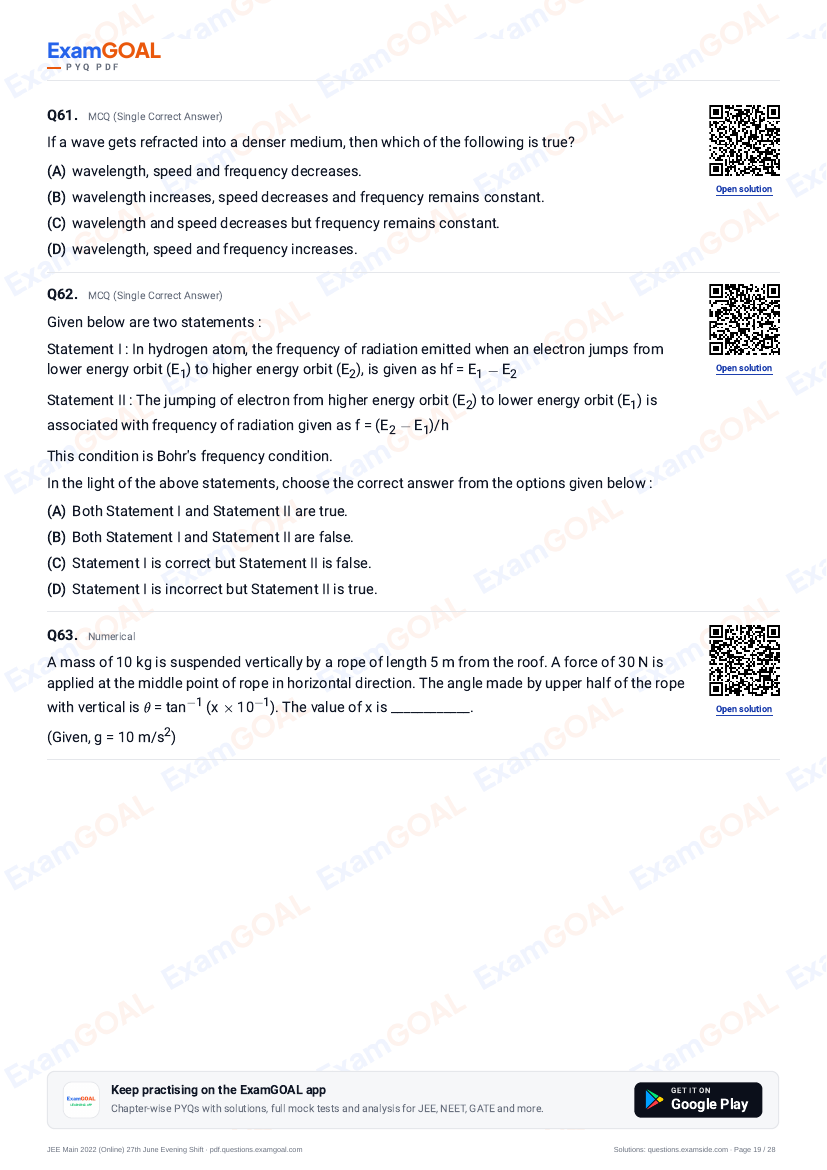 ExamGOAL
PYQ PDF
Q61. MCQ (Single Correct Answer)
If a wave gets refracted into a denser medium, then which of the following is true?
(A) wavelength, speed and frequency decreases.
(B) wavelength increases, speed decreases and frequency remains constant.
(C) wavelength and speed decreases but frequency remains constant.
(D) wavelength, speed and frequency increases.
Open solution
Q62. MCQ (Single Correct Answer)
Given below are two statements :
Statement I : In hydrogen atom, the frequency of radiation emitted when an electron jumps from
lower energy orbit (E₁) to higher energy orbit (E₂), is given as hf = E₁ − E₂
Statement II : The jumping of electron from higher energy orbit (E₂) to lower energy orbit (E₁) is
associated with frequency of radiation given as f = (E₂ − E₁)/h
This condition is Bohr's frequency condition.
In the light of the above statements, choose the correct answer from the options given below :
(A) Both Statement I and Statement II are true.
(B) Both Statement I and Statement II are false.
(C) Statement I is correct but Statement II is false.
(D) Statement I is incorrect but Statement II is true.
Open solution
Q63. Numerical
A mass of 10 kg is suspended vertically by a rope of length 5 m from the roof. A force of 30 N is
applied at the middle point of rope in horizontal direction. The angle made by upper half of the rope
with vertical is θ = tan⁻¹ (x × 10⁻¹). The value of x is ____________.
(Given, g = 10 m/s²)
Open solution
Keep practising on the ExamGOAL app
Chapter-wise PYQs with solutions, full mock tests and analysis for JEE, NEET, GATE and more.
GET IT ON
Google Play
JEE Main 2022 (Online) 27th June Evening Shift · pdf.questions.examgoal.com
Solutions: questions.examside.com · Page 19 / 28